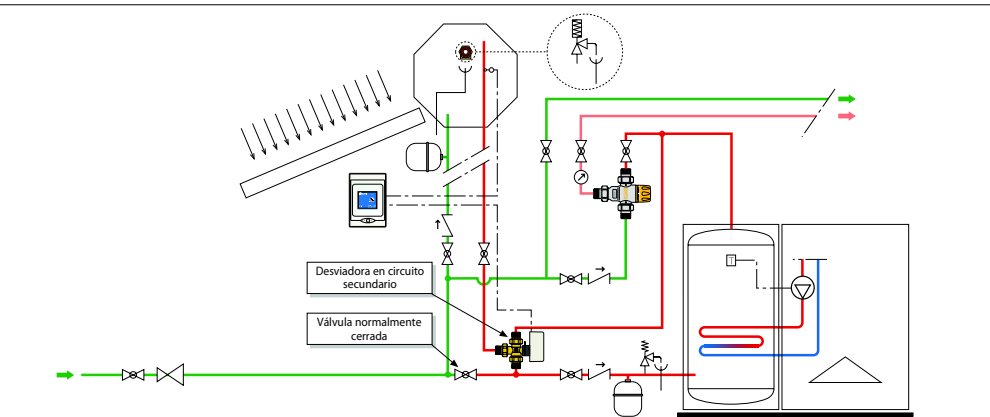 Desviadora en circuito
secundario
Válvula normalmente
cerrada
T